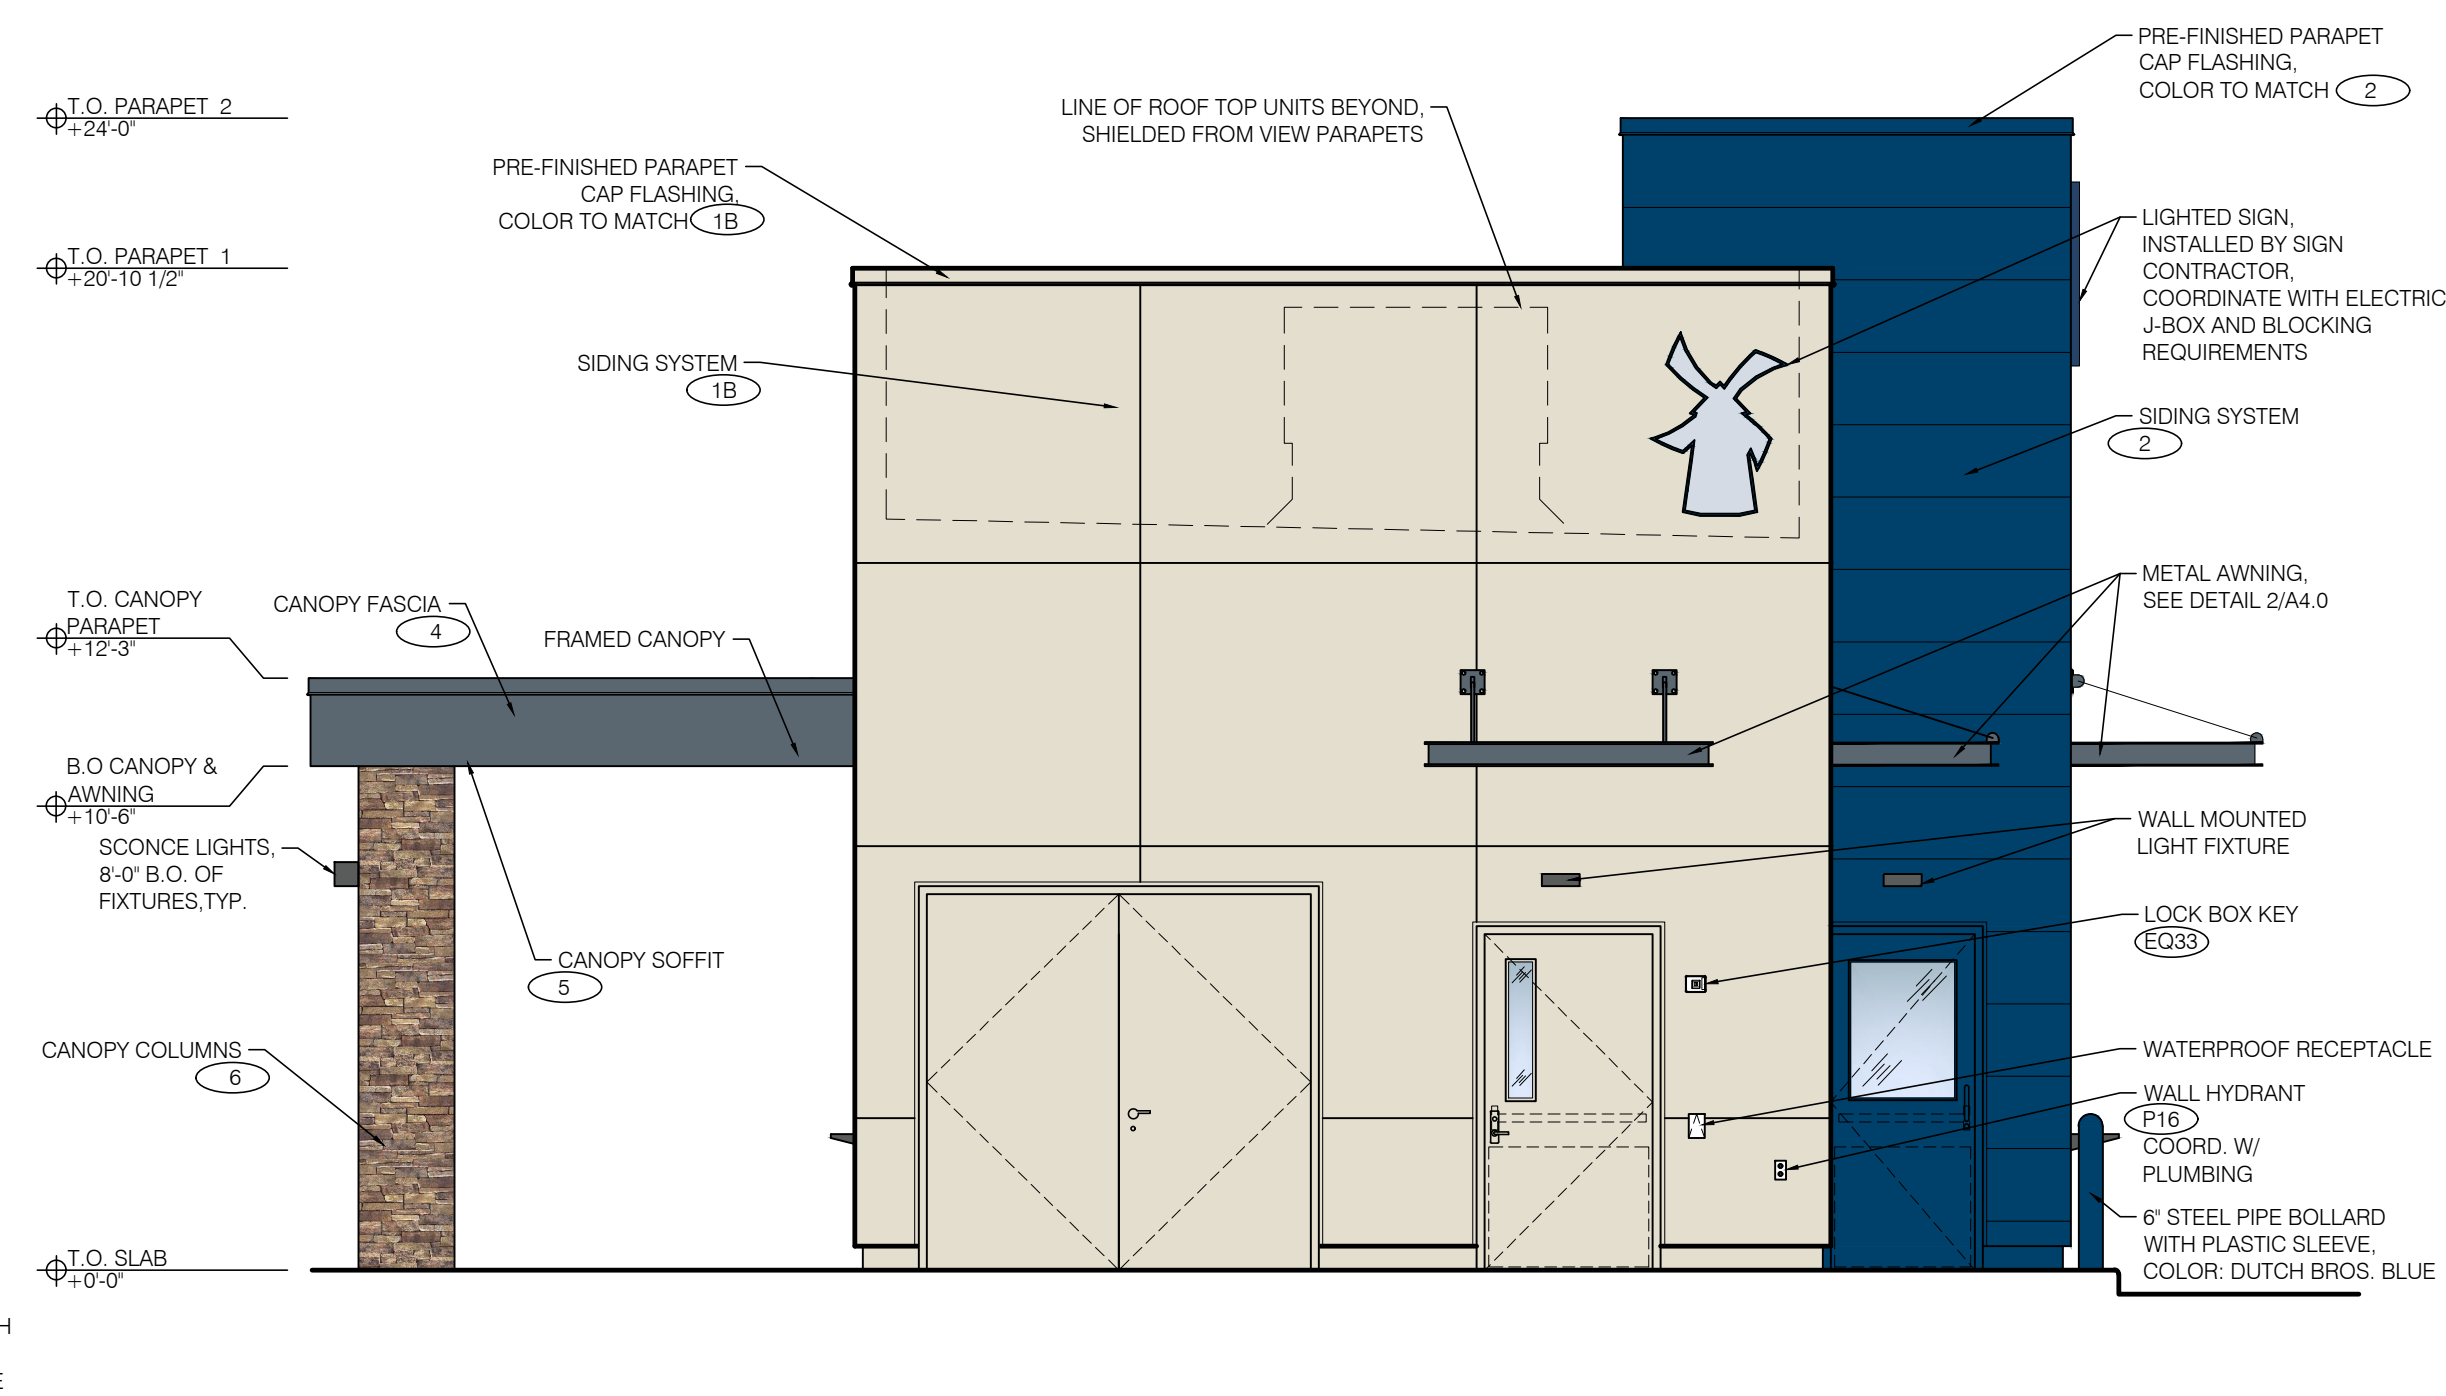 T.O. PARAPET 2
+24'-0"
T.O. PARAPET 1
+20'-10 1/2"
T.O. CANOPY
PARAPET
+12'-3"
B.O CANOPY &
AWNING
+10'-6"
SCONCE LIGHTS,
8'-0" B.O. OF
FIXTURES,TYP.
CANOPY COLUMNS
6
T.O. SLAB
+0'-0"
PRE-FINISHED PARAPET
CAP FLASHING,
COLOR TO MATCH 1B
SIDING SYSTEM
1B
CANOPY FASCIA
4
FRAMED CANOPY
CANOPY SOFFIT
5
LINE OF ROOF TOP UNITS BEYOND,
SHIELDED FROM VIEW PARAPETS
PRE-FINISHED PARAPET
CAP FLASHING,
COLOR TO MATCH 2
LIGHTED SIGN,
INSTALLED BY SIGN
CONTRACTOR,
COORDINATE WITH ELECTRIC
J-BOX AND BLOCKING
REQUIREMENTS
SIDING SYSTEM
2
METAL AWNING,
SEE DETAIL 2/A4.0
WALL MOUNTED
LIGHT FIXTURE
LOCK BOX KEY
EQ33
WATERPROOF RECEPTACLE
WALL HYDRANT
P16
COORD. W/
PLUMBING
6" STEEL PIPE BOLLARD
WITH PLASTIC SLEEVE,
COLOR: DUTCH BROS. BLUE
H
E